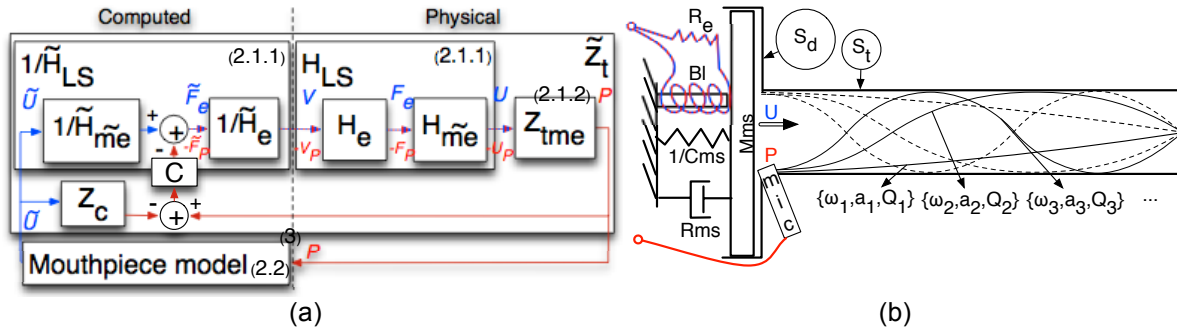 Computed
Physical
1/H̃LS
(2.1.1)
HLS
(2.1.1)
Z̃t
Ũ
F̃e
V
Fe
U
(2.1.2)
P
1/H̃m̃e
+
+
1/H̃e
He
Hm̃e
Ztme
-
-F̃P
-VP
-FP
-UP
C
Zc
-
-
+
+
Ũ
(3)
P
Mouthpiece model
(2.2)
(a)
Re
Sd
St
Bl
Mms
U
1/Cms
P
mic
Rms
{ω1,a1,Q1} {ω2,a2,Q2} {ω3,a3,Q3} ...
(b)